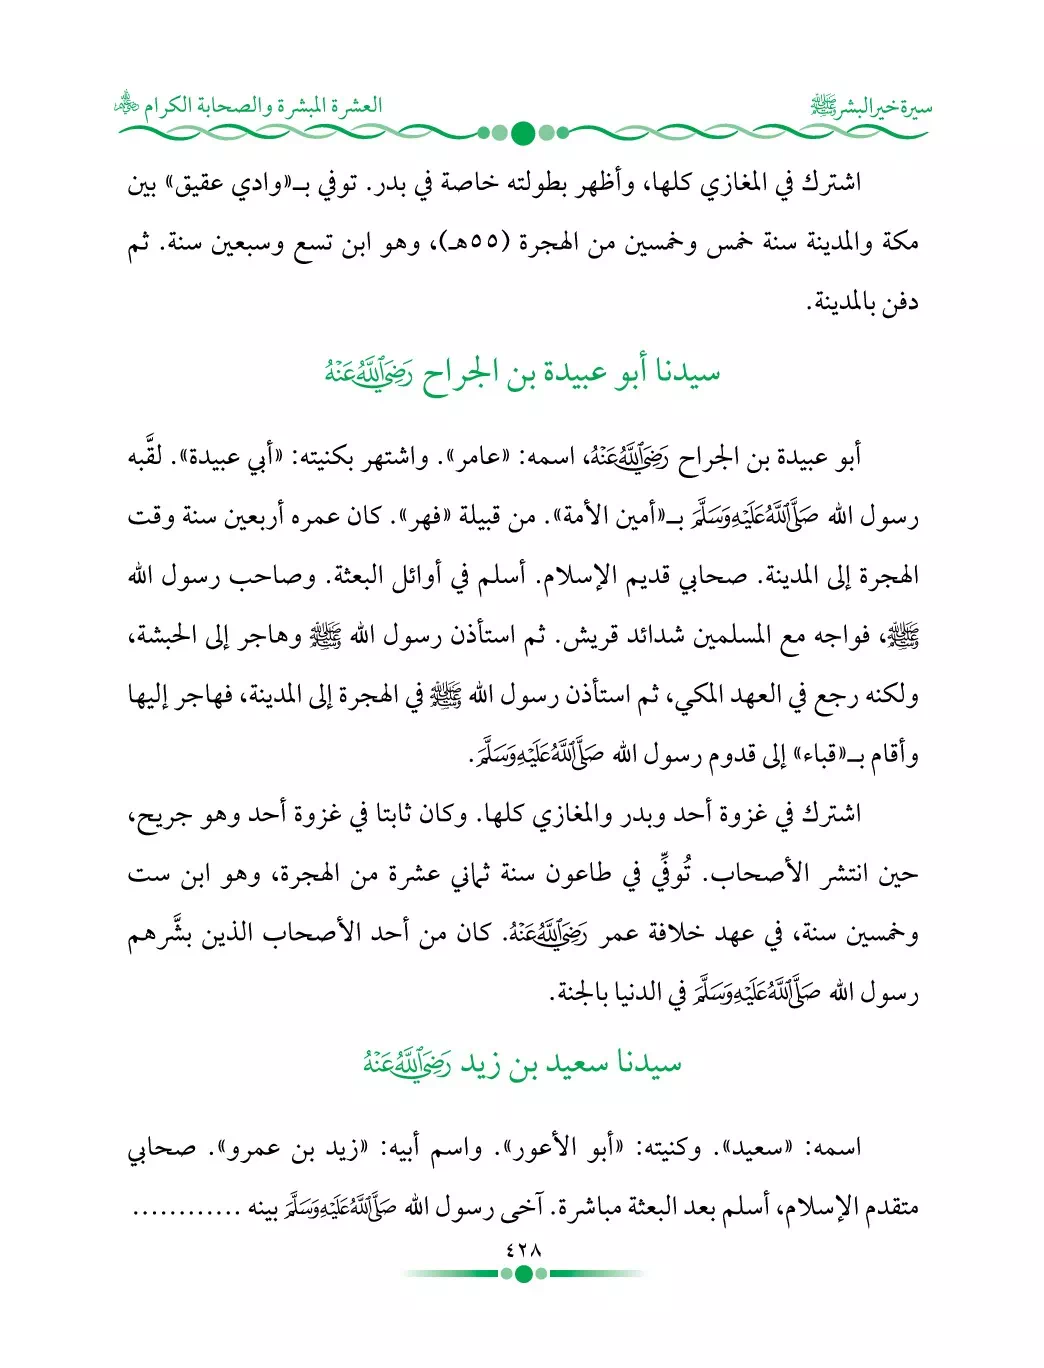 سيرة خير البشر ﷺ
العشرة المبشرة والصحابة الكرام ﵃
اشترك في المغازي كلها، وأظهر بطولته خاصة في بدر. توفي بـ«وادي عقيق» بين
مكة والمدينة سنة خمس وخمسين من الهجرة (٥٥هـ)، وهو ابن تسع وسبعين سنة. ثم
دفن بالمدينة.
سيدنا أبو عبيدة بن الجراح رَضِيَ اللَّهُ عَنْهُ
أبو عبيدة بن الجراح رَضِيَ اللَّهُ عَنْهُ، اسمه: «عامر». واشتهر بكنيته: «أبي عبيدة». لقَّبه
رسول الله صَلَّى اللَّهُ عَلَيْهِ وَسَلَّمَ بـ«أمين الأمة». من قبيلة «فهر». كان عمره أربعين سنة وقت
الهجرة إلى المدينة. صحابي قديم الإسلام. أسلم في أوائل البعثة. وصاحب رسول الله
ﷺ، فواجه مع المسلمين شدائد قريش. ثم استأذن رسول الله ﷺ وهاجر إلى الحبشة،
ولكنه رجع في العهد المكي، ثم استأذن رسول الله ﷺ في الهجرة إلى المدينة، فهاجر إليها
وأقام بـ«قباء» إلى قدوم رسول الله صَلَّى اللَّهُ عَلَيْهِ وَسَلَّمَ.
اشترك في غزوة أحد وبدر والمغازي كلها. وكان ثابتا في غزوة أحد وهو جريح،
حين انتشر الأصحاب. تُوفِّي في طاعون سنة ثماني عشرة من الهجرة، وهو ابن ست
وخمسين سنة، في عهد خلافة عمر رَضِيَ اللَّهُ عَنْهُ. كان من أحد الأصحاب الذين بشَّرهم
رسول الله صَلَّى اللَّهُ عَلَيْهِ وَسَلَّمَ في الدنيا بالجنة.
سيدنا سعيد بن زيد رَضِيَ اللَّهُ عَنْهُ
اسمه: «سعيد». وكنيته: «أبو الأعور». واسم أبيه: «زيد بن عمرو». صحابي
متقدم الإسلام، أسلم بعد البعثة مباشرة. آخى رسول الله صَلَّى اللَّهُ عَلَيْهِ وَسَلَّمَ بينه ............
٤٢٨